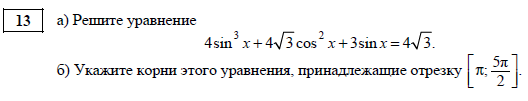 13 а) Решите уравнение
4sin³ x + 4√3 cos² x + 3sin x = 4√3.
б) Укажите корни этого уравнения, принадлежащие отрезку [π; 5π/2].